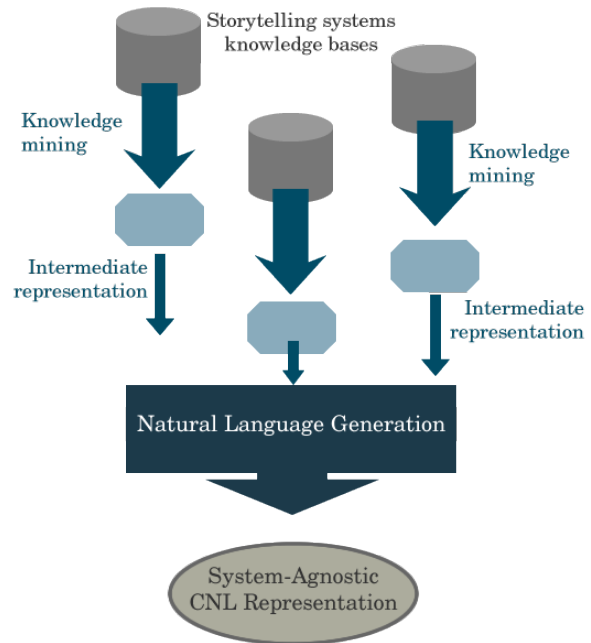 Storytelling systems
knowledge bases
Knowledge
mining
Knowledge
mining
Intermediate
representation
Intermediate
representation
Natural Language Generation
System-Agnostic
CNL Representation